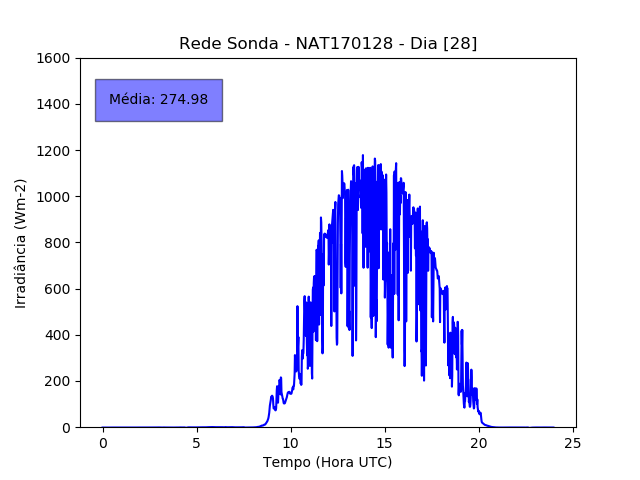 Rede Sonda - NAT170128 - Dia [28]
1600
1400
1200
1000
800
600
400
200
0
Média: 274.98
Irradiância (Wm-2)
0 5 10 15 20 25
Tempo (Hora UTC)